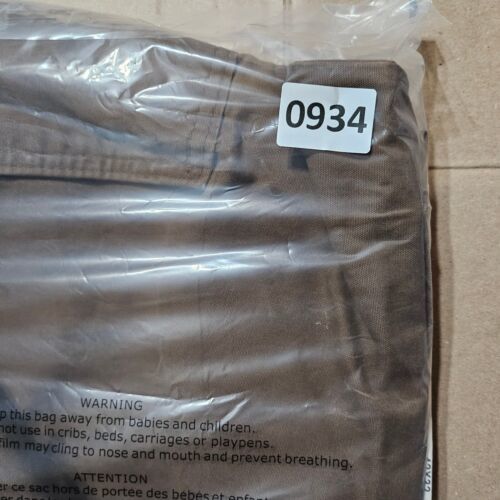 0934
WARNING
p this bag away from babies and children.
not use in cribs, beds, carriages or playpens.
film may cling to nose and mouth and prevent breathing.
ATTENTION
er ce sac hors de portée des bébés et enfant